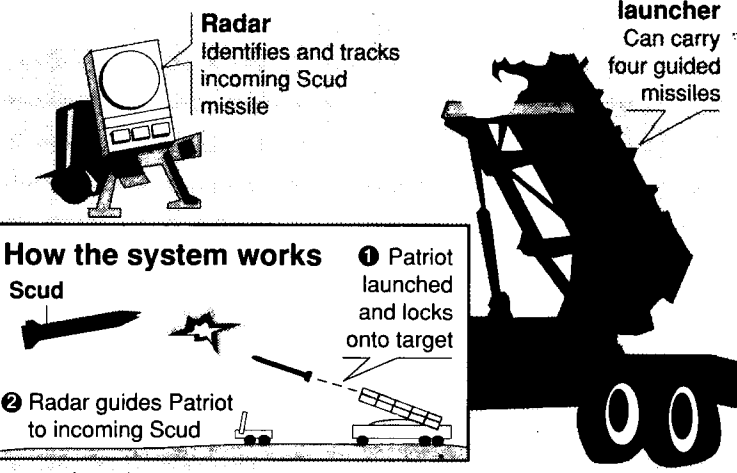 Radar
Identifies and tracks
incoming Scud
missile
launcher
Can carry
four guided
missiles
How the system works
Scud
❶ Patriot
launched
and locks
onto target
❷ Radar guides Patriot
to incoming Scud